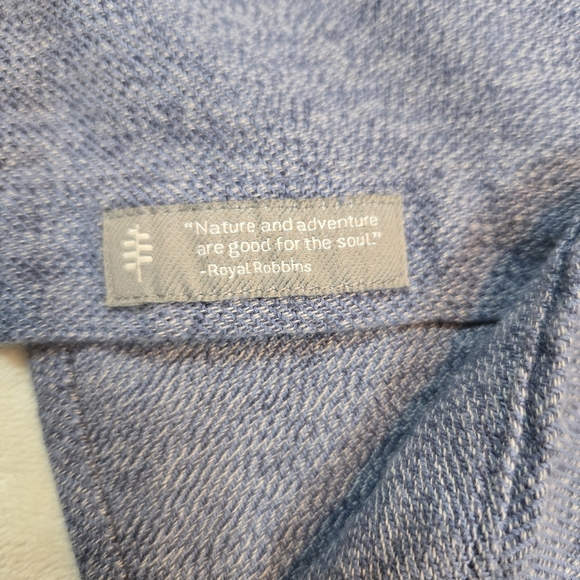 “Nature and adventure
are good for the soul.”
-Royal Robbins